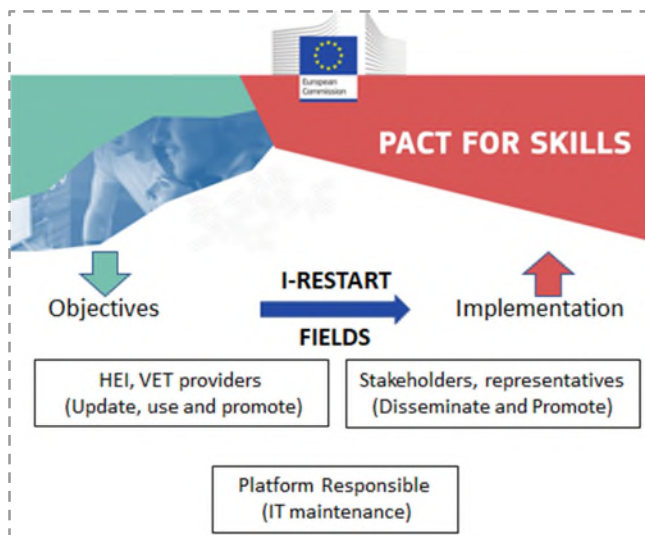 European
Commission
PACT FOR SKILLS
I-RESTART
Objectives
Implementation
FIELDS
HEI, VET providers
(Update, use and promote)
Stakeholders, representatives
(Disseminate and Promote)
Platform Responsible
(IT maintenance)